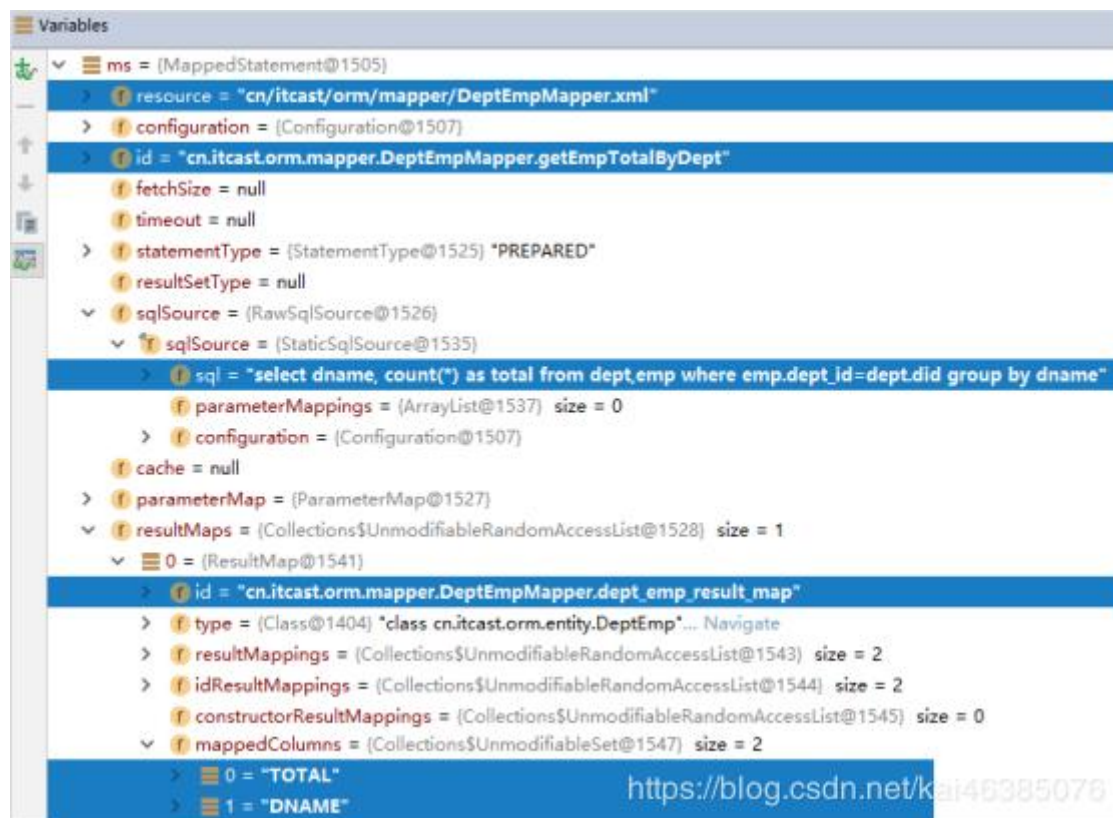 Variables
ms = {MappedStatement@1505}
resource = "cn/itcast/orm/mapper/DeptEmpMapper.xml"
configuration = {Configuration@1507}
id = "cn.itcast.orm.mapper.DeptEmpMapper.getEmpTotalByDept"
fetchSize = null
timeout = null
statementType = {StatementType@1525} "PREPARED"
resultSetType = null
sqlSource = {RawSqlSource@1526}
sqlSource = {StaticSqlSource@1535}
sql = "select dname, count(*) as total from dept,emp where emp.dept_id=dept.did group by dname"
parameterMappings = {ArrayList@1537} size = 0
configuration = {Configuration@1507}
cache = null
parameterMap = {ParameterMap@1527}
resultMaps = {Collections$UnmodifiableRandomAccessList@1528} size = 1
0 = {ResultMap@1541}
id = "cn.itcast.orm.mapper.DeptEmpMapper.dept_emp_result_map"
type = {Class@1404} "class cn.itcast.orm.entity.DeptEmp"... Navigate
resultMappings = {Collections$UnmodifiableRandomAccessList@1543} size = 2
idResultMappings = {Collections$UnmodifiableRandomAccessList@1544} size = 2
constructorResultMappings = {Collections$UnmodifiableRandomAccessList@1545} size = 0
mappedColumns = {Collections$UnmodifiableSet@1547} size = 2
0 = "TOTAL"
1 = "DNAME"
https://blog.csdn.net/kai46385076